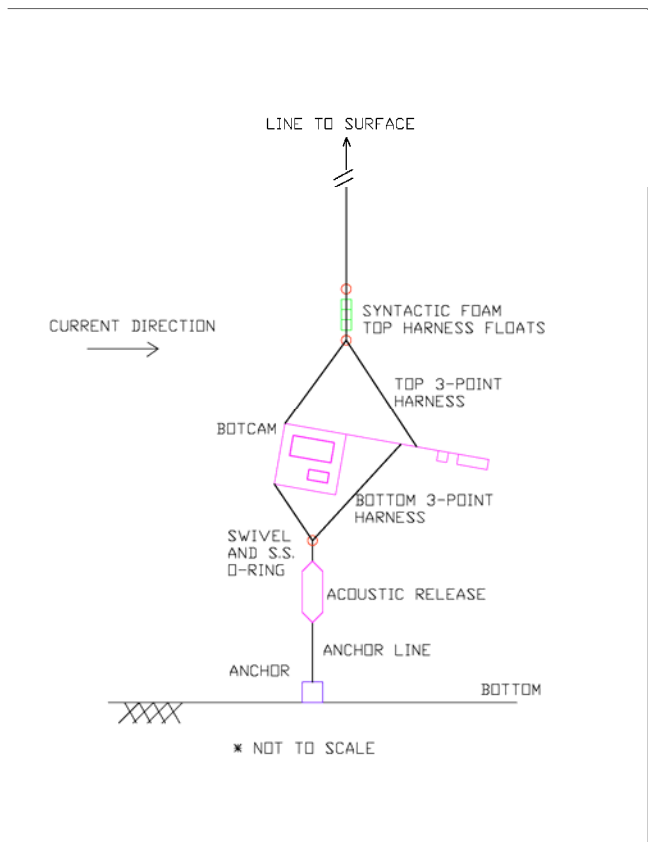 LINE TO SURFACE
SYNTACTIC FOAM
TOP HARNESS FLOATS
CURRENT DIRECTION
TOP 3-POINT
HARNESS
BOTCAM
BOTTOM 3-POINT
HARNESS
SWIVEL
AND S.S.
O-RING
ACOUSTIC RELEASE
ANCHOR LINE
ANCHOR
BOTTOM
* NOT TO SCALE